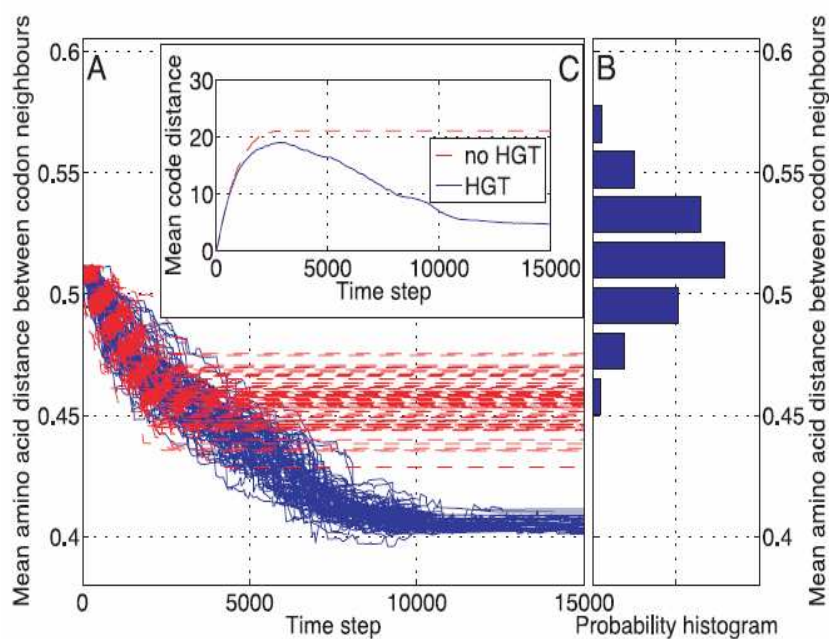 Mean amino acid distance between codon neighbours
0.6
0.55
0.5
0.45
0.4
A
C
Mean code distance
30
20
10
0
no HGT
HGT
0
5000
10000
15000
Time step
0
5000
10000
15000
Time step
B
Probability histogram
0.6
0.55
0.5
0.45
0.4
Mean amino acid distance between codon neighbours